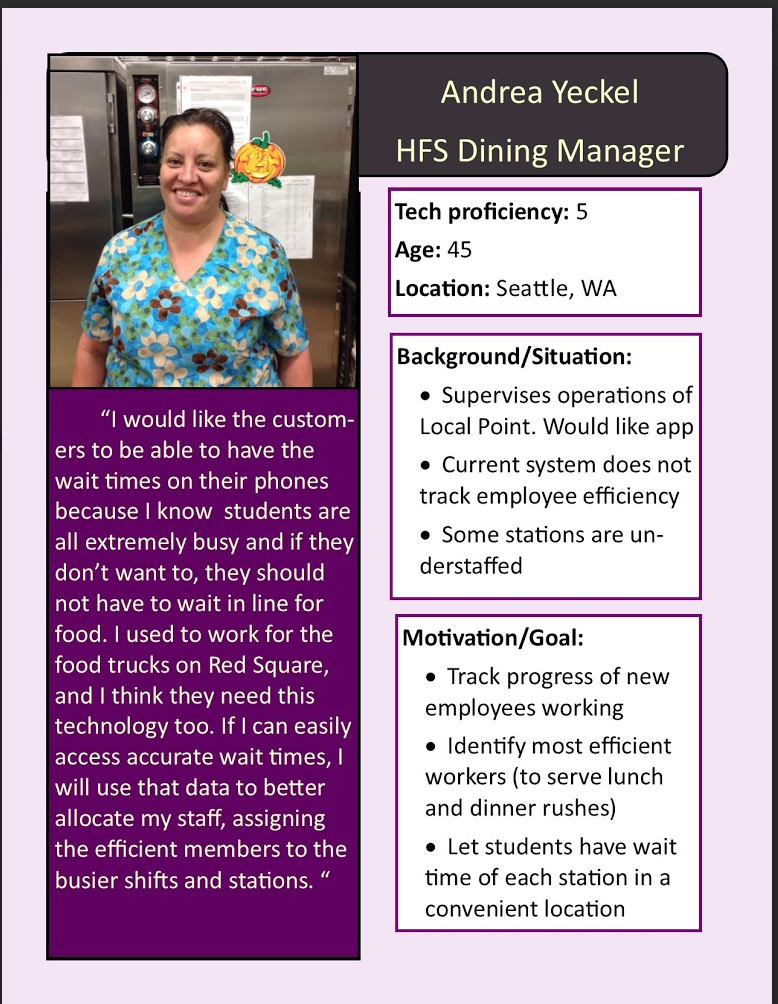 Andrea Yeckel
HFS Dining Manager
Tech proficiency: 5
Age: 45
Location: Seattle, WA
Background/Situation:
• Supervises operations of
Local Point. Would like app
• Current system does not
track employee efficiency
• Some stations are un-
derstaffed
Motivation/Goal:
• Track progress of new
employees working
• Identify most efficient
workers (to serve lunch
and dinner rushes)
• Let students have wait
time of each station in a
convenient location
“I would like the custom-
ers to be able to have the
wait times on their phones
because I know  students are
all extremely busy and if they
don’t want to, they should
not have to wait in line for
food. I used to work for the
food trucks on Red Square,
and I think they need this
technology too. If I can easily
access accurate wait times, I
will use that data to better
allocate my staff, assigning
the efficient members to the
busier shifts and stations. “